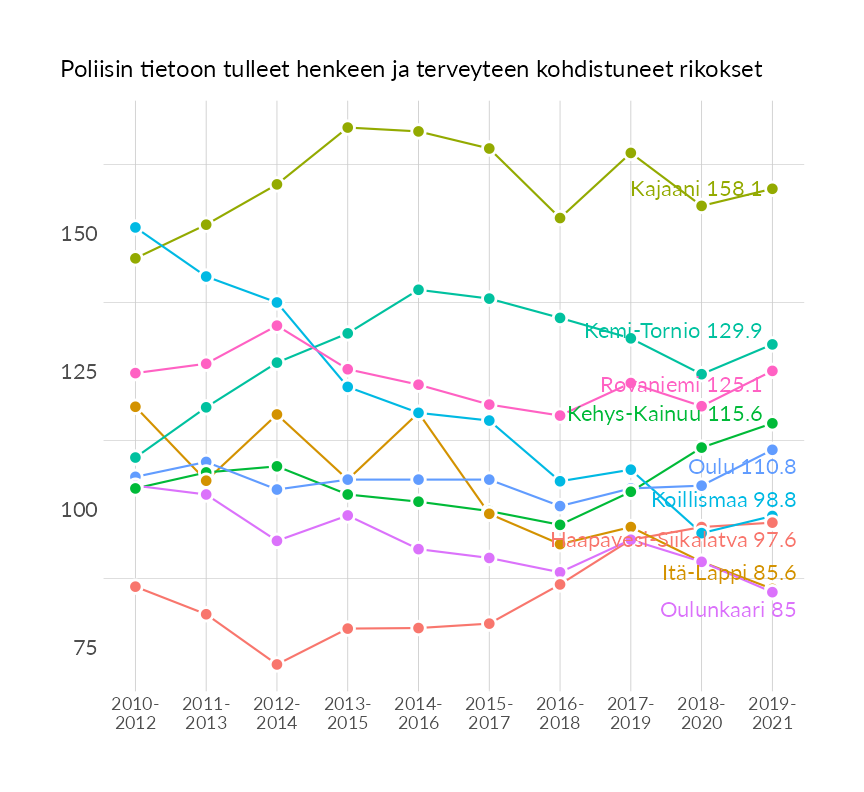 Poliisin tietoon tulleet henkeen ja terveyteen kohdistuneet rikokset
Kajaani 158.1
150
Kemi-Tornio 129.9
125
Rovaniemi 125.1
Kehys-Kainuu 115.6
Oulu 110.8
Koillismaa 98.8
100
Haapavesi-Siikalatva 97.6
Itä-Lappi 85.6
Oulunkaari 85
75
2010- 2011- 2012- 2013- 2014- 2015- 2016- 2017- 2018- 2019-
2012 2013 2014 2015 2016 2017 2018 2019 2020 2021